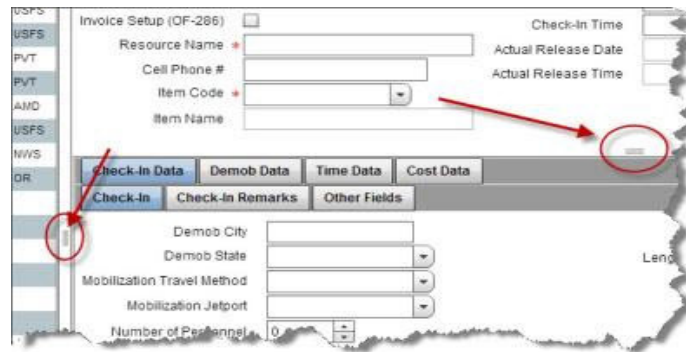 USFS
USFS
PVT
PVT
AMD
USFS
NWS
OR
Invoice Setup (OF-286)
Resource Name *
Cell Phone #
Item Code *
Item Name
Check-In Time
Actual Release Date
Actual Release Time
Check-In Data Demob Data Time Data Cost Data
Check-In Check-In Remarks Other Fields
Demob City
Demob State
Mobilization Travel Method
Mobilization Jetport
Number of Personnel 0
Leng